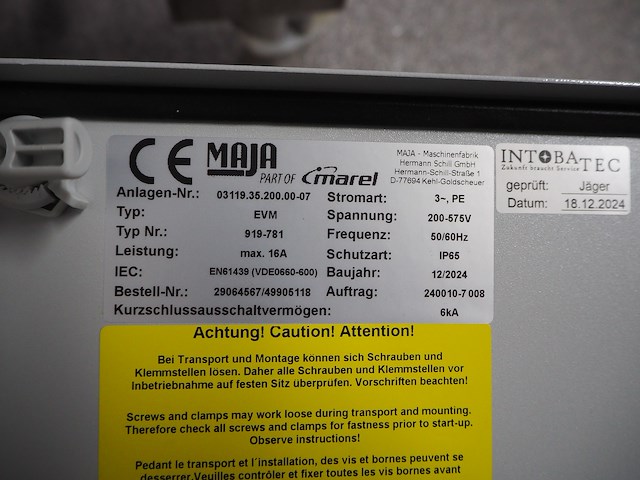 CE MAJA PART OF marel
MAJA - Maschinenfabrik
Hermann Schill GmbH
Hermann-Schill-Straße 1
D-77694 Kehl-Goldscheuer
Anlagen-Nr.: 03119.35.200.00-07 Stromart: 3~, PE
Typ: EVM Spannung: 200-575V
Typ Nr.: 919-781 Frequenz: 50/60Hz
Leistung: max. 16A Schutzart: IP65
IEC: EN61439 (VDE0660-600) Baujahr: 12/2024
Bestell-Nr.: 29064567/49905118 Auftrag: 240010-7 008
Kurzschlussausschaltvermögen: 6kA
INTOBATEC
Zukunft braucht Service
geprüft: Jäger
Datum: 18.12.2024
Achtung! Caution! Attention!
Bei Transport und Montage können sich Schrauben und
Klemmstellen lösen. Daher alle Schrauben und Klemmstellen vor
Inbetriebnahme auf festen Sitz überprüfen. Vorschriften beachten!
Screws and clamps may work loose during transport and mounting.
Therefore check all screws and clamps for fastness prior to start-up.
Observe instructions!
Pedant le transport et l´installation, des vis et bornes peuvent se
desserrer.Veuilles contrôler et fixer toutes les vis bornes avant